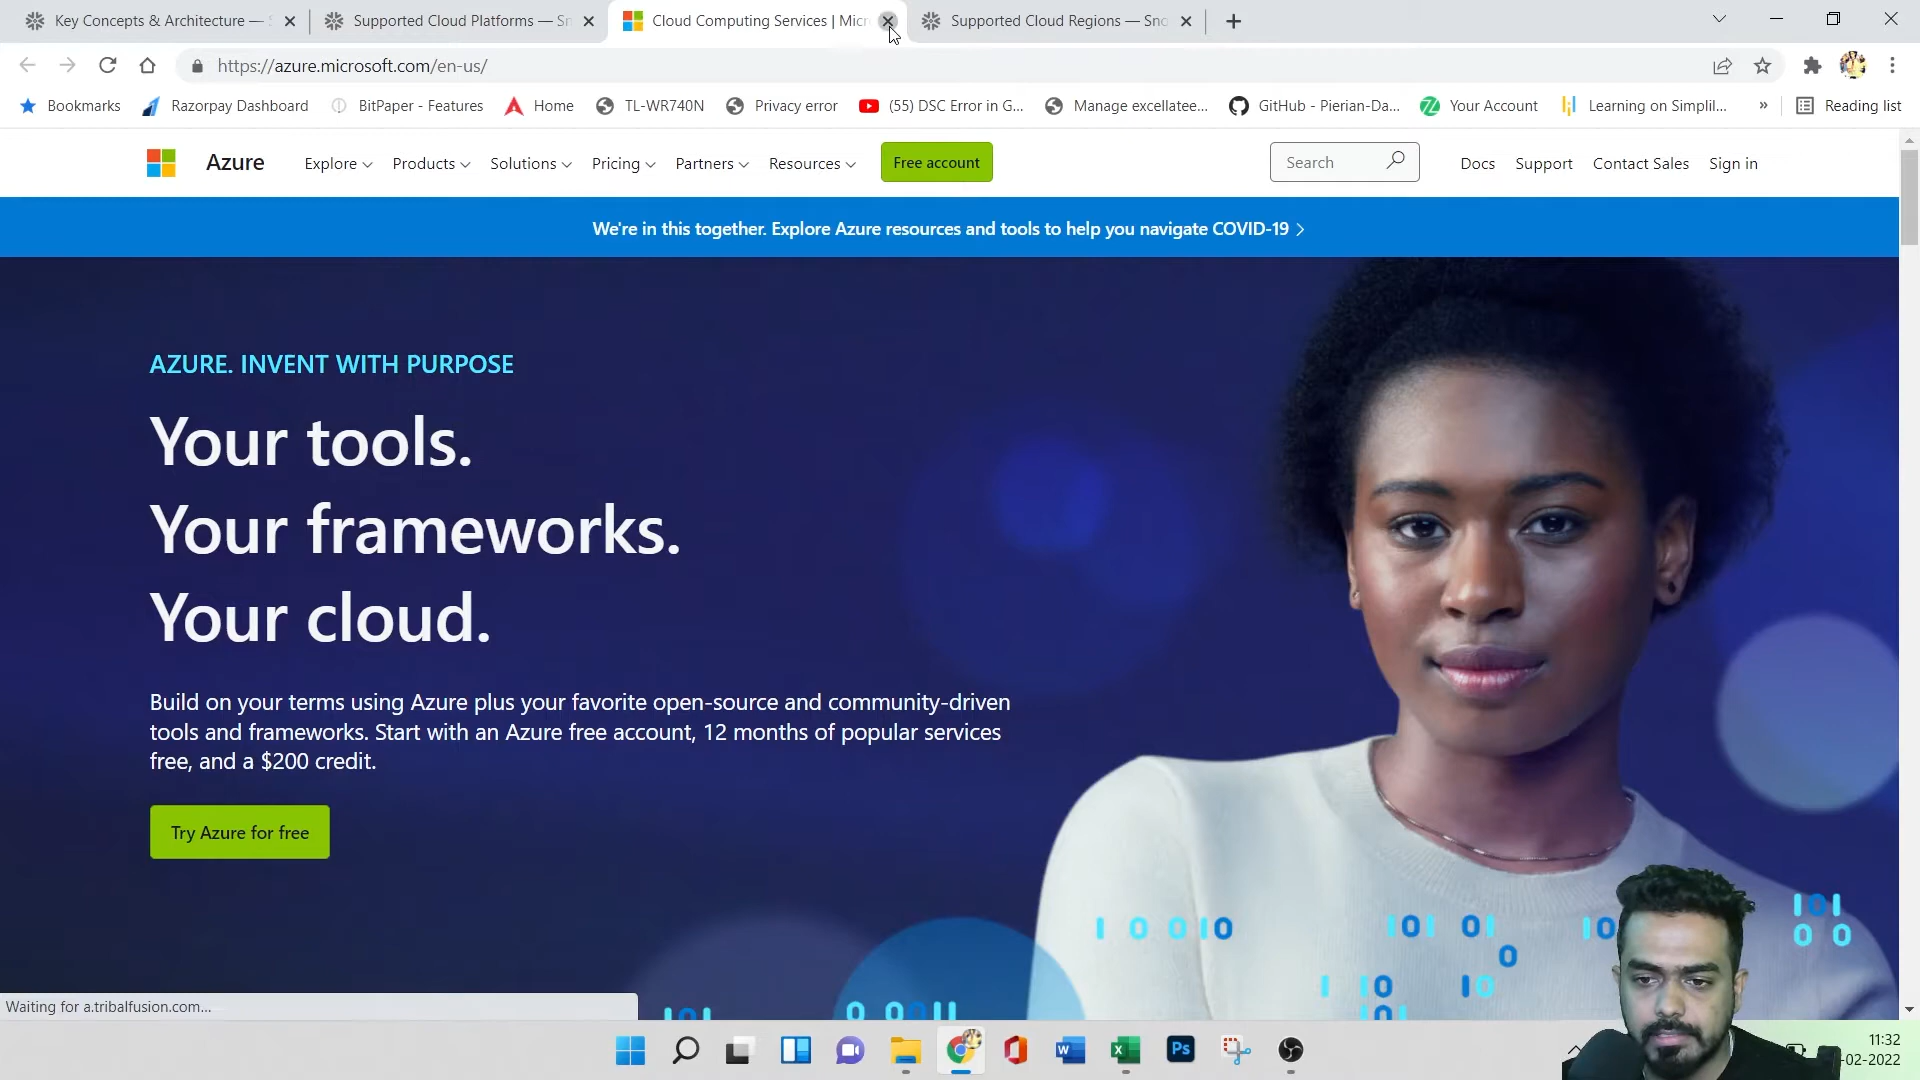 Key Concepts & Architecture —
Supported Cloud Platforms — Sn
Cloud Computing Services | Micr
Supported Cloud Regions — Sno
https://azure.microsoft.com/en-us/
Bookmarks
Razorpay Dashboard
BitPaper - Features
Home
TL-WR740N
Privacy error
(55) DSC Error in G...
Manage excellatee...
GitHub - Pierian-Da...
Your Account
Learning on Simplil...
»
Reading list
Azure
Explore
Products
Solutions
Pricing
Partners
Resources
Free account
Search
Docs
Support
Contact Sales
Sign in
We're in this together. Explore Azure resources and tools to help you navigate COVID-19 >
AZURE. INVENT WITH PURPOSE
Your tools.
Your frameworks.
Your cloud.
Build on your terms using Azure plus your favorite open-source and community-driven
tools and frameworks. Start with an Azure free account, 12 months of popular services
free, and a $200 credit.
Try Azure for free
Waiting for a.tribalfusion.com...
W
X
Ps
11:32
-02-2022